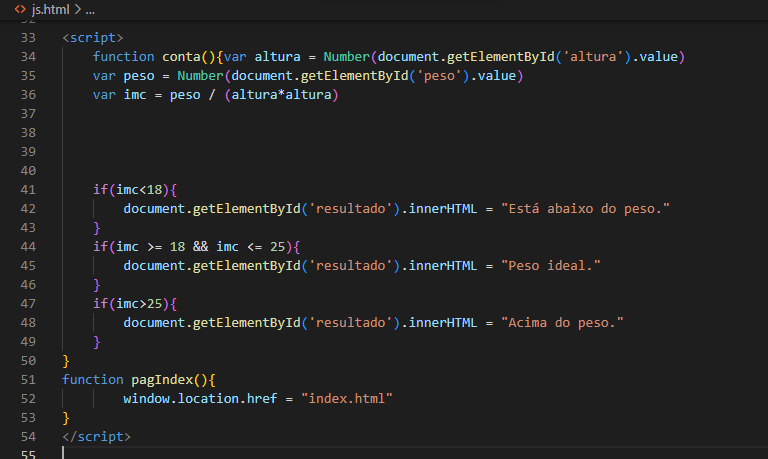 <> js.html > ...
32
33 <script>
34 function conta(){var altura = Number(document.getElementById('altura').value)
35 var peso = Number(document.getElementById('peso').value)
36 var imc = peso / (altura*altura)
37
38
39
40
41 if(imc<18){
42 document.getElementById('resultado').innerHTML = "Está abaixo do peso."
43 }
44 if(imc >= 18 && imc <= 25){
45 document.getElementById('resultado').innerHTML = "Peso ideal."
46 }
47 if(imc>25){
48 document.getElementById('resultado').innerHTML = "Acima do peso."
49 }
50 }
51 function pagIndex(){
52 window.location.href = "index.html"
53 }
54 </script>
55